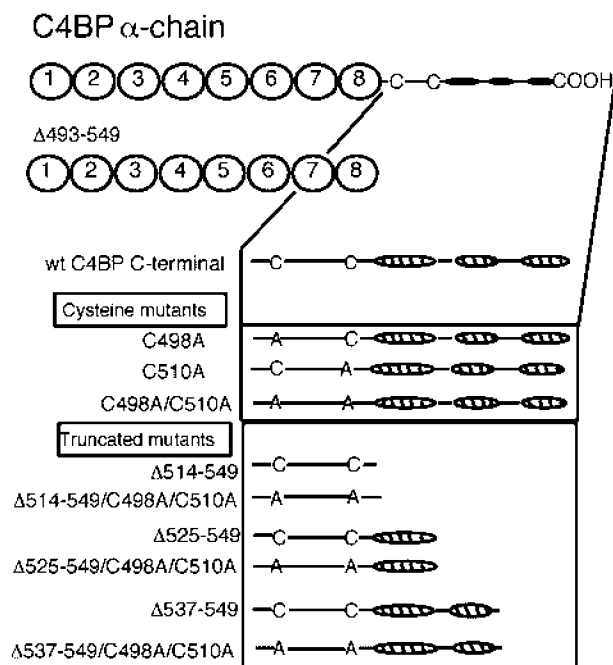 C4BP α-chain
1 2 3 4 5 6 7 8 C C COOH
Δ493-549
1 2 3 4 5 6 7 8
wt C4BP C-terminal C C
Cysteine mutants
C498A A C
C510A C A
C498A/C510A A A
Truncated mutants
Δ514-549 C C
Δ514-549/C498A/C510A A A
Δ525-549 C C
Δ525-549/C498A/C510A A A
Δ537-549 C C
Δ537-549/C498A/C510A A A